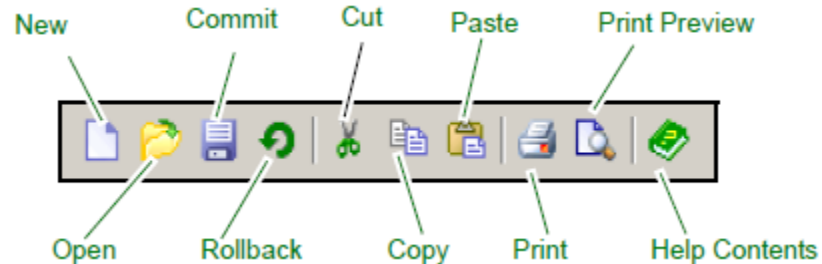 New
Commit
Cut
Paste
Print Preview
Open
Rollback
Copy
Print
Help Contents